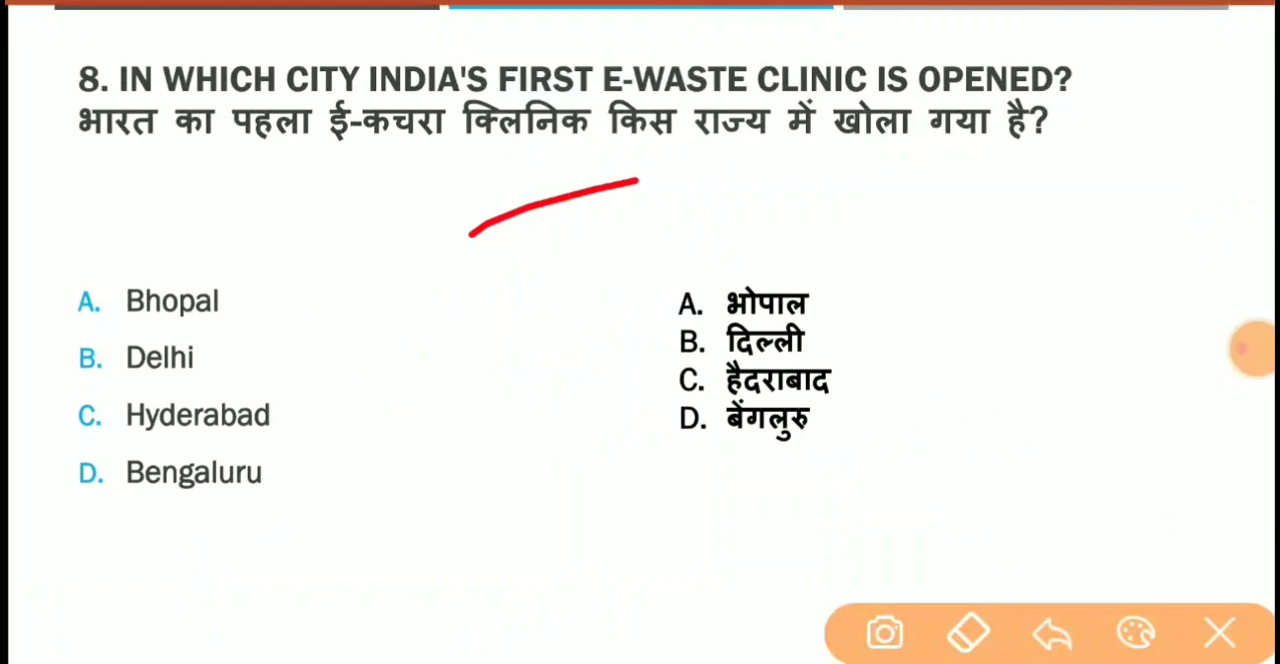 8. IN WHICH CITY INDIA'S FIRST E-WASTE CLINIC IS OPENED?
भारत का पहला ई-कचरा क्लिनिक किस राज्य में खोला गया है?
A. Bhopal
B. Delhi
C. Hyderabad
D. Bengaluru
A. भोपाल
B. दिल्ली
C. हैदराबाद
D. बेंगलुरु